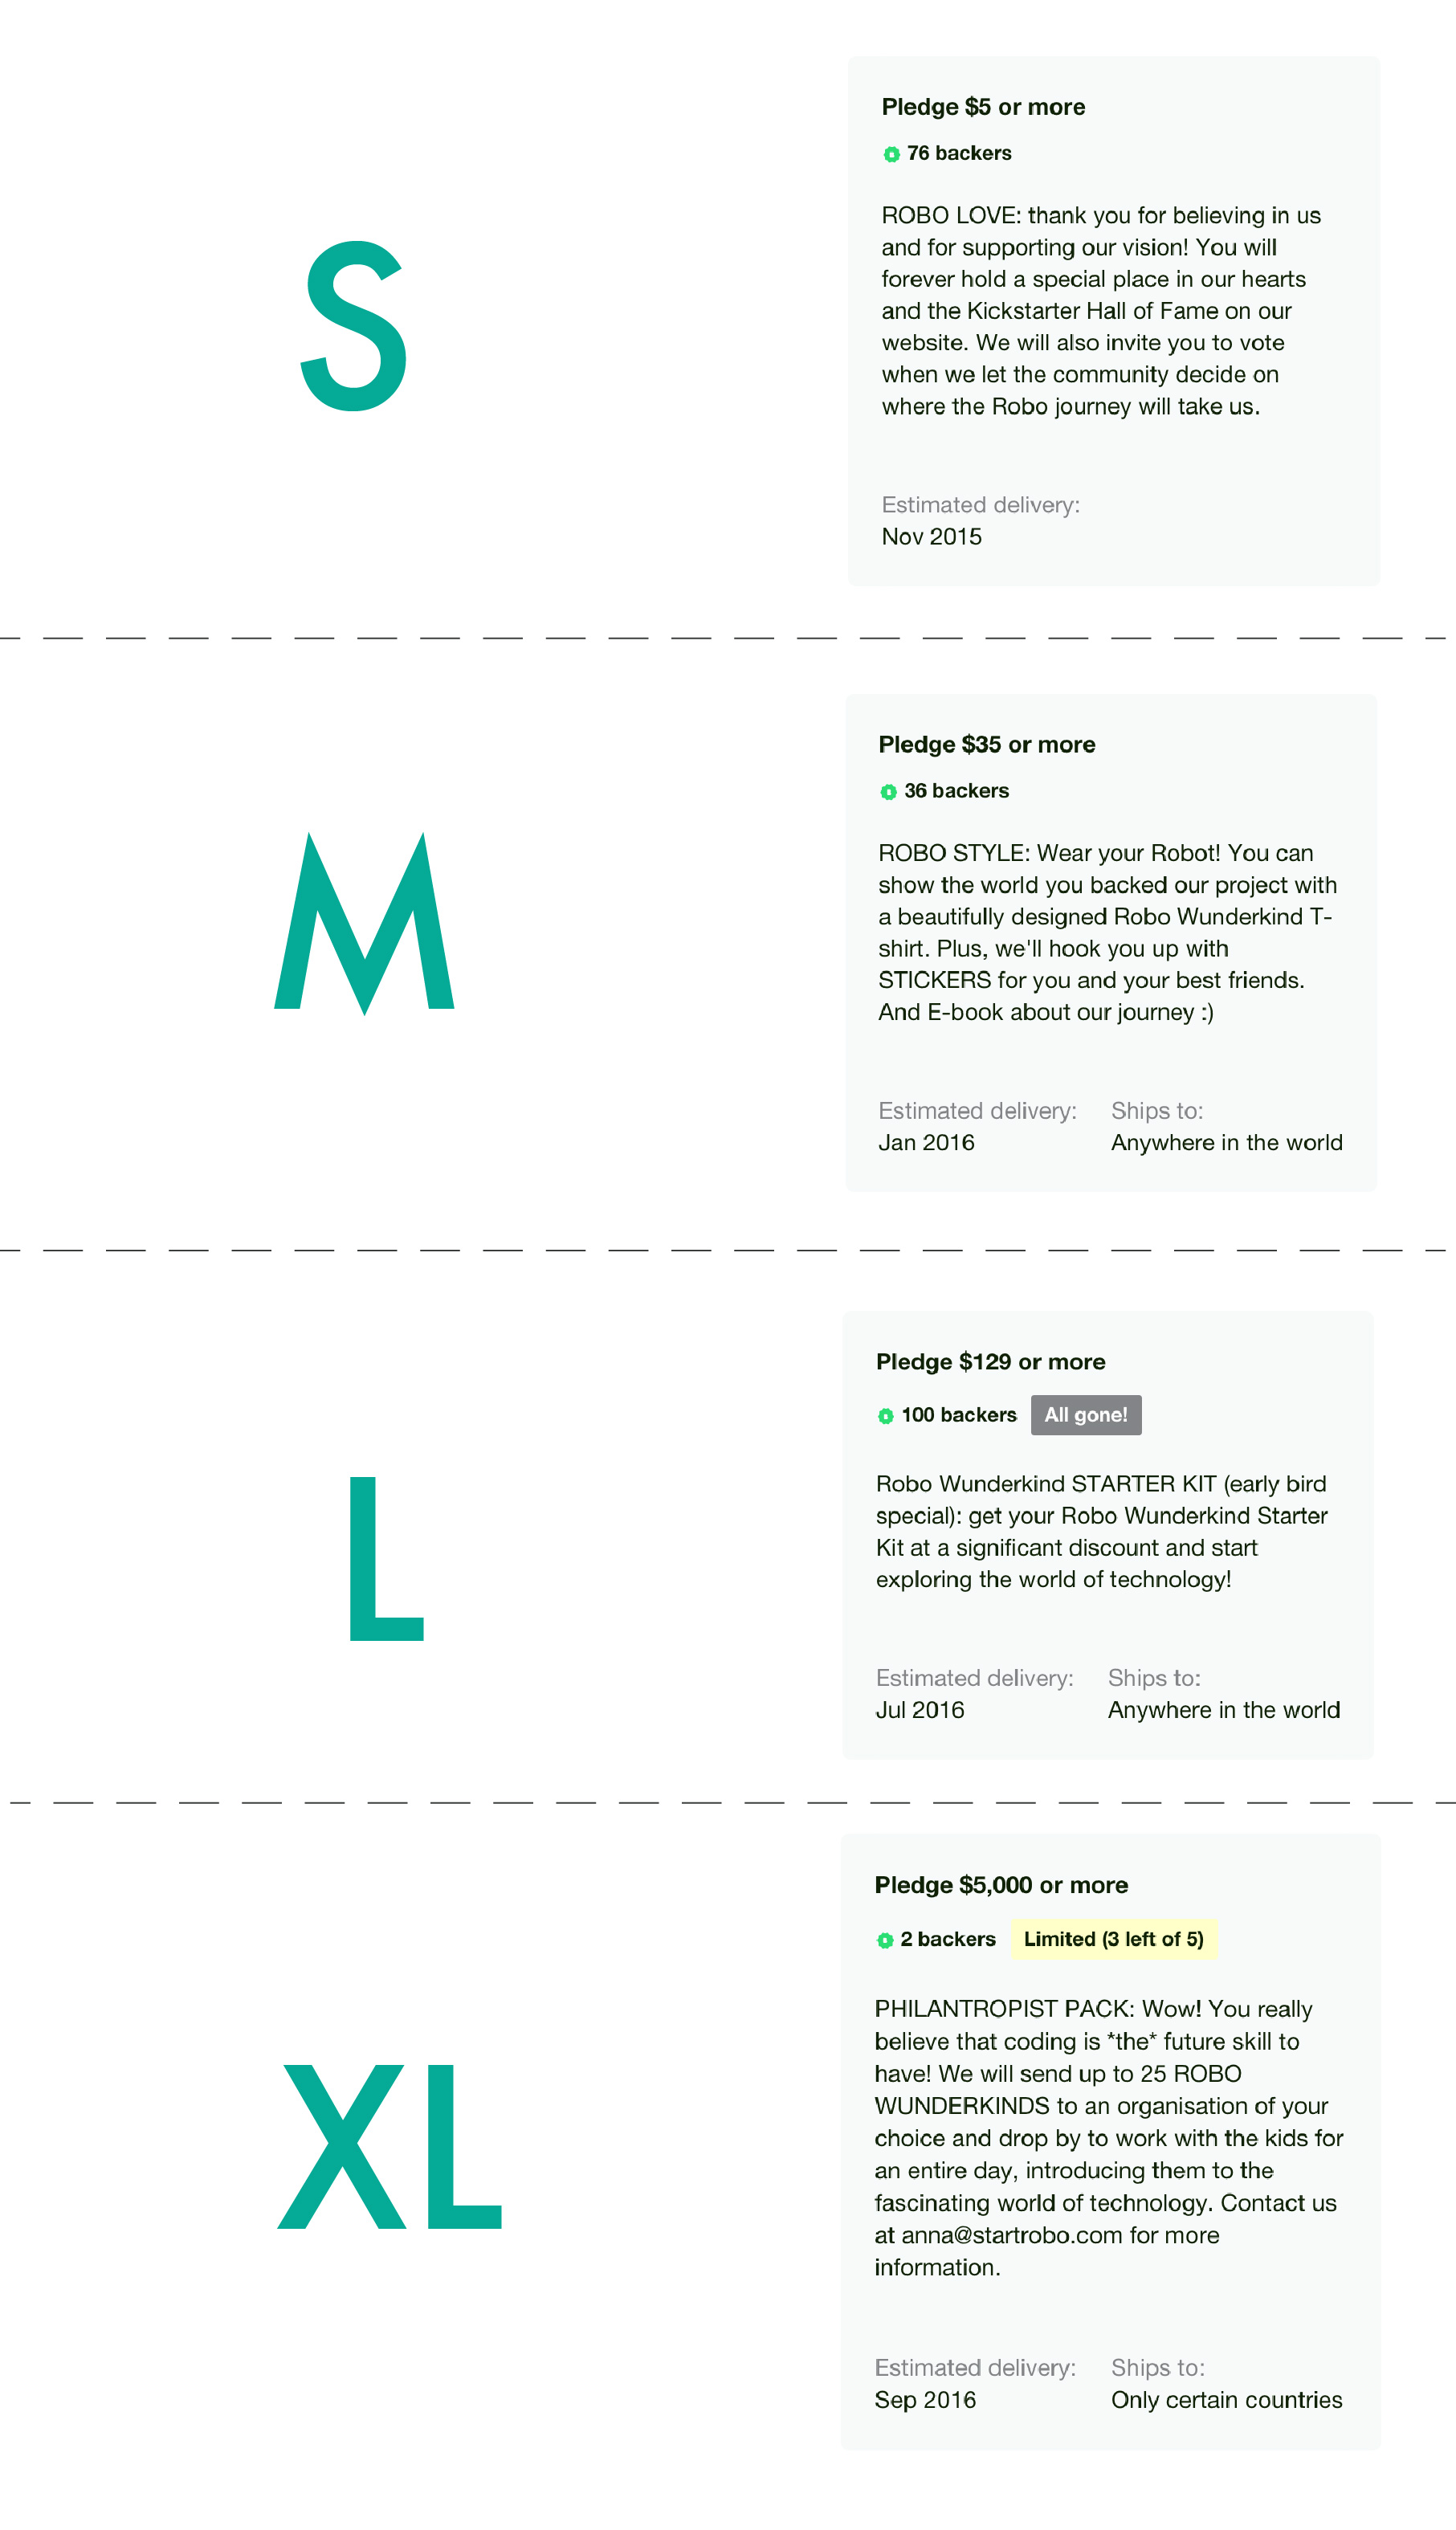 S
Pledge $5 or more
76 backers
ROBO LOVE: thank you for believing in us
and for supporting our vision! You will
forever hold a special place in our hearts
and the Kickstarter Hall of Fame on our
website. We will also invite you to vote
when we let the community decide on
where the Robo journey will take us.
Estimated delivery:
Nov 2015
M
Pledge $35 or more
36 backers
ROBO STYLE: Wear your Robot! You can
show the world you backed our project with
a beautifully designed Robo Wunderkind T-
shirt. Plus, we'll hook you up with
STICKERS for you and your best friends.
And E-book about our journey :)
Estimated delivery: Ships to:
Jan 2016 Anywhere in the world
L
Pledge $129 or more
100 backers All gone!
Robo Wunderkind STARTER KIT (early bird
special): get your Robo Wunderkind Starter
Kit at a significant discount and start
exploring the world of technology!
Estimated delivery: Ships to:
Jul 2016 Anywhere in the world
XL
Pledge $5,000 or more
2 backers Limited (3 left of 5)
PHILANTROPIST PACK: Wow! You really
believe that coding is *the* future skill to
have! We will send up to 25 ROBO
WUNDERKINDS to an organisation of your
choice and drop by to work with the kids for
an entire day, introducing them to the
fascinating world of technology. Contact us
at anna@startrobo.com for more
information.
Estimated delivery: Ships to:
Sep 2016 Only certain countries